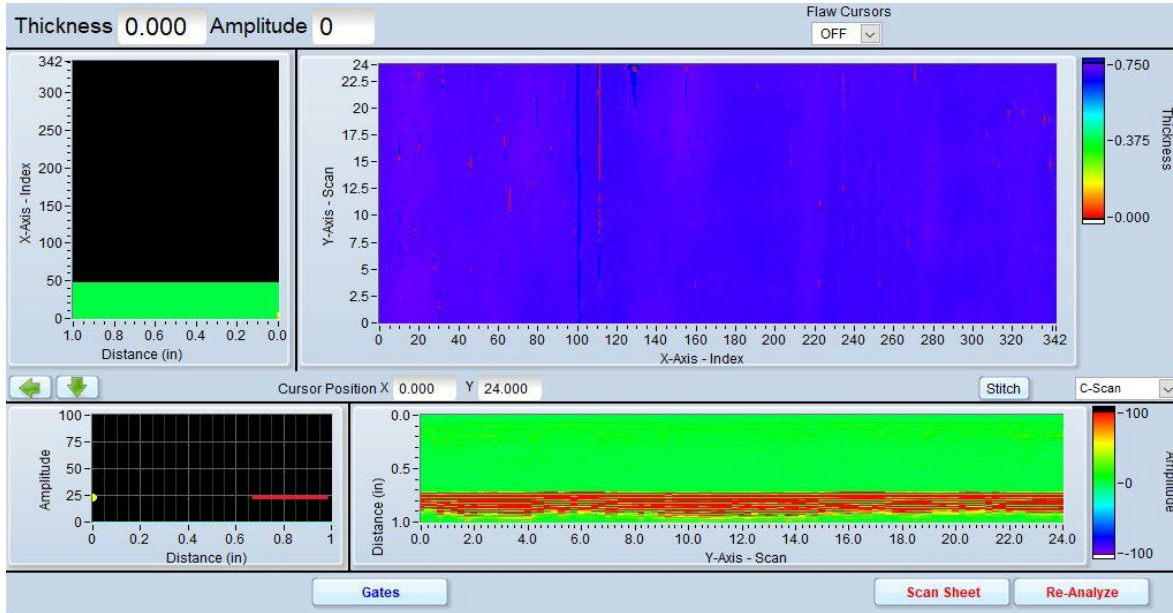 Thickness 0.000 Amplitude 0
Flaw Cursors
OFF
342
300
250
200
150
100
50
0
X-Axis - Index
1.0 0.8 0.6 0.4 0.2 0.0
Distance (in)
24
22.5
20
17.5
15
12.5
10
7.5
5
2.5
0
Y-Axis - Scan
0 20 40 60 80 100 120 140 160 180 200 220 240 260 280 300 320 342
X-Axis - Index
0.750
0.375
0.000
Thickness
Cursor Position X 0.000 Y 24.000
Stitch
C-Scan
100
75
50
25
0
Amplitude
0 0.2 0.4 0.6 0.8 1
Distance (in)
0.0
0.5
1.0
Distance (in)
0.0 2.0 4.0 6.0 8.0 10.0 12.0 14.0 16.0 18.0 20.0 22.0 24.0
Y-Axis - Scan
100
0
-100
Amplitude
Gates
Scan Sheet
Re-Analyze